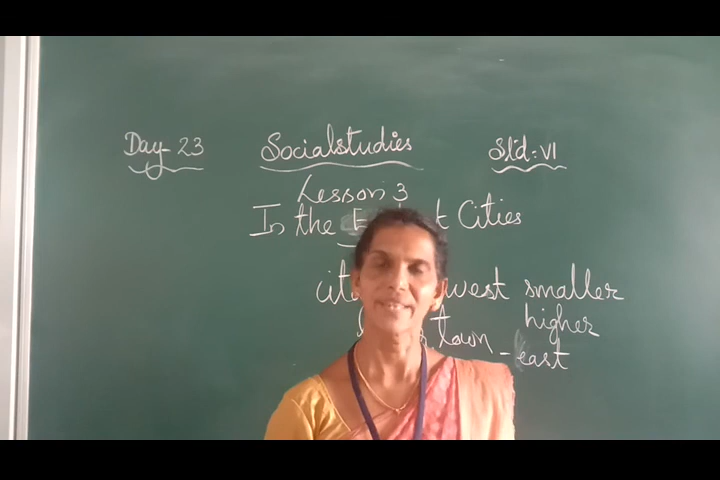 Day-23 Socialstudies Std:VI
Lesson 3
In the Cities
west smaller
town higher
- east